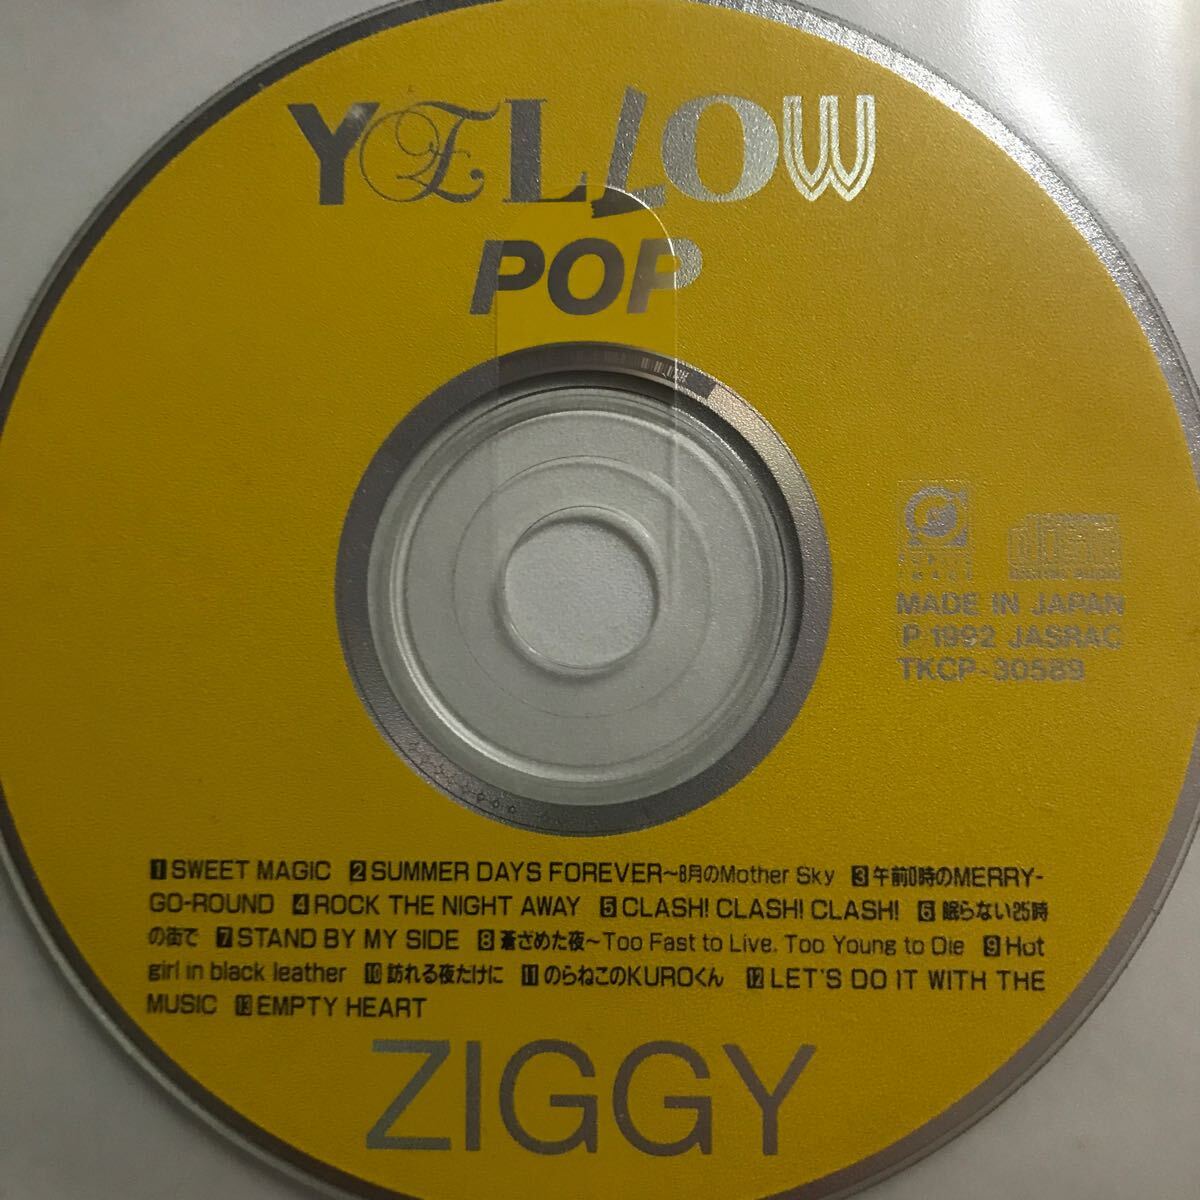 YELLOW
POP
MADE IN JAPAN
P 1992 JASRAC
TKCP-30589
1 SWEET MAGIC 2 SUMMER DAYS FOREVER~8月のMother Sky 3 午前0時のMERRY-
GO-ROUND 4 ROCK THE NIGHT AWAY 5 CLASH! CLASH! CLASH! 6 眠らない25時
の街で 7 STAND BY MY SIDE 8 蒼ざめた夜~Too Fast to Live, Too Young to Die 9 Hot
girl in black leather 10 訪れる夜だけに 11 のらねこのKUROくん 12 LET'S DO IT WITH THE
MUSIC 13 EMPTY HEART
ZIGGY